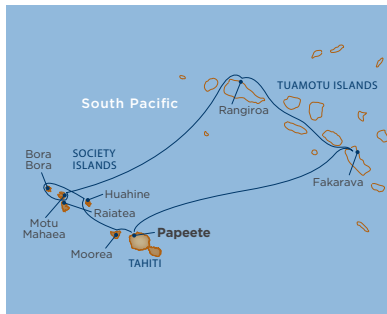 TUAMOTU ISLANDS
South Pacific
Rangiroa
Bora
Bora
SOCIETY
ISLANDS
Fakarava
Huahine
Raiatea
Motu
Mahaea
Papeete
Moorea
TAHITI